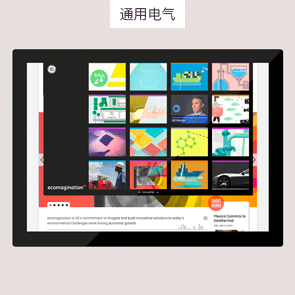 通用电气
ecomagination
ecomagination is GE's commitment to imagine and build innovative solutions to today's
environmental challenges while driving economic growth.
Mexico Commits to
Geothermal